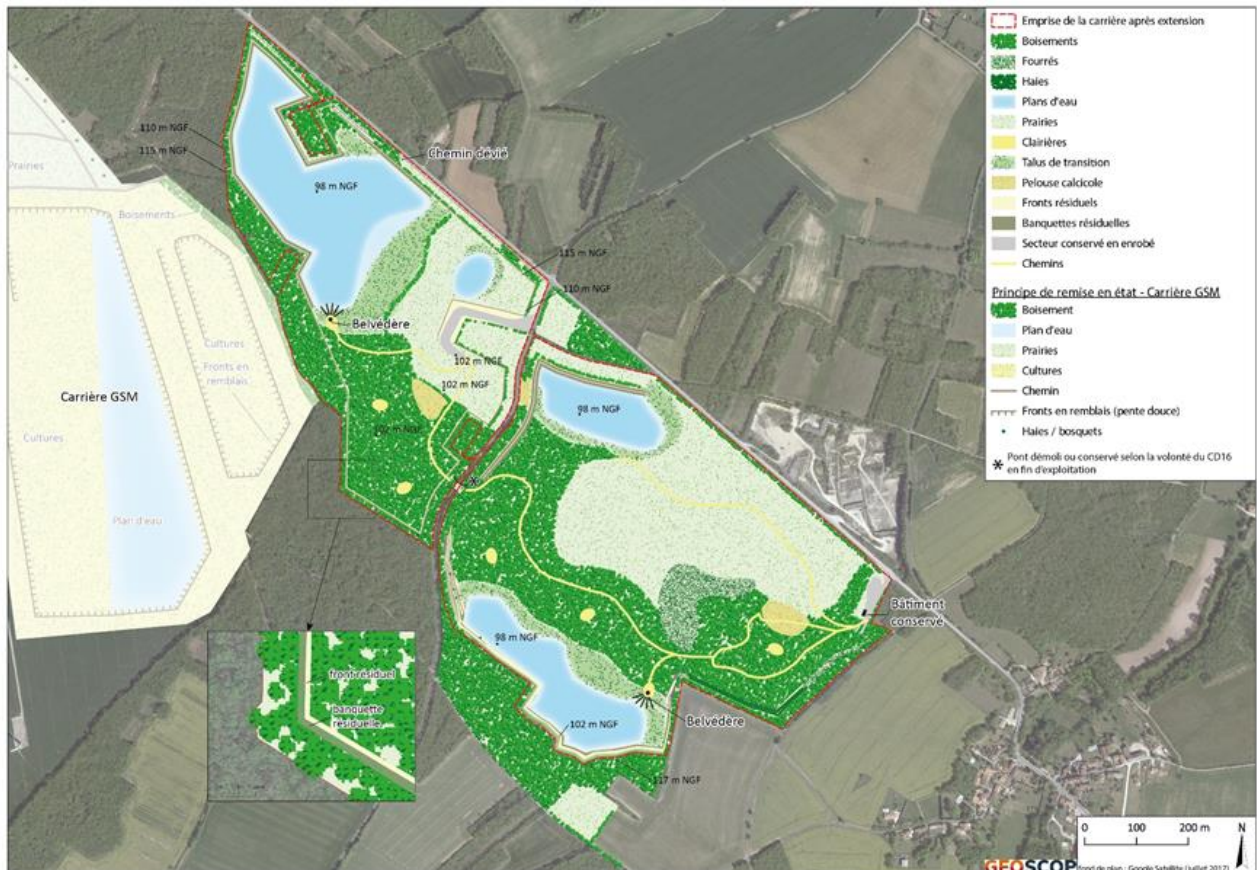 Emprise de la carrière après extension
Boisements
Fourrés
Haies
Plans d'eau
Prairies
Clairières
Talus de transition
Pelouse calcicole
Fronts résiduels
Banquettes résiduelles
Secteur conservé en enrobé
Chemins
Principe de remise en état - Carrière GSM
Boisement
Plan d'eau
Prairies
Cultures
Chemin
Fronts en remblais (pente douce)
Haies / bosquets
Pont démoli ou conservé selon la volonté du CD16
en fin d'exploitation
110 m NGF
115 m NGF
Chemin dévié
Prairies
98 m NGF
Boisements
115 m NGF
110 m NGF
Belvédère
Cultures
Fronts en
remblais
102 m NGF
102 m NGF
Carrière GSM
98 m NGF
102 m NGF
Cultures
Plan d'eau
Bâtiment
conservé
98 m NGF
front résiduel
banquette
résiduelle
102 m NGF
Belvédère
117 m NGF
0 100 200 m N
GEOSCOP
fond de plan : Google Satellite (juillet 2017)